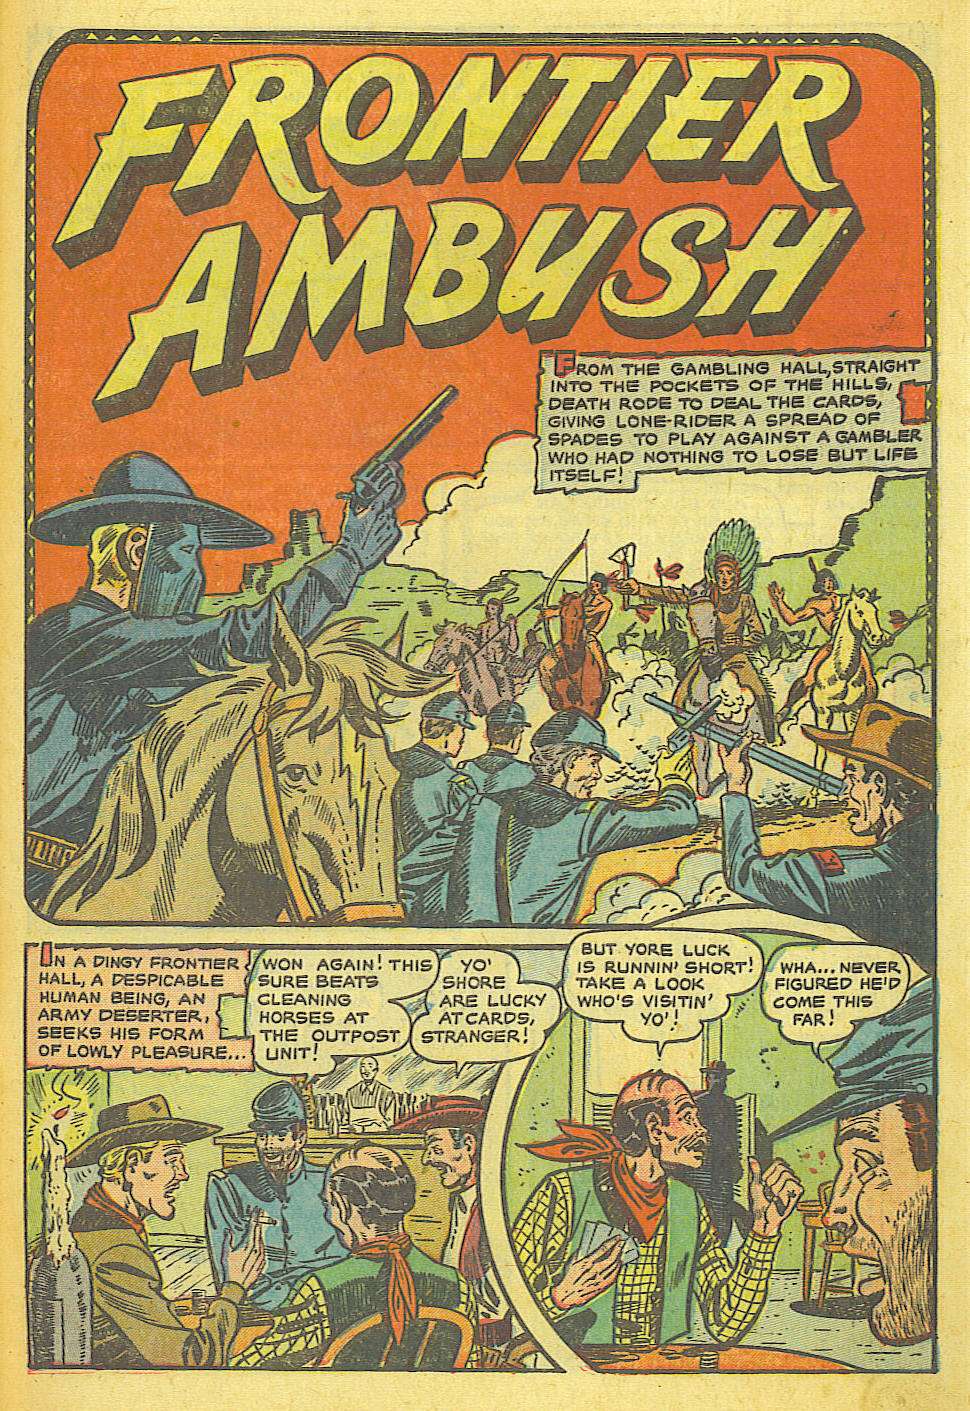 FRONTIER
AMBUSH
FROM THE GAMBLING HALL, STRAIGHT
INTO THE POCKETS OF THE HILLS,
DEATH RODE TO DEAL THE CARDS,
GIVING LONE-RIDER A SPREAD OF
SPADES TO PLAY AGAINST A GAMBLER
WHO HAD NOTHING TO LOSE BUT LIFE
ITSELF!
IN A DINGY FRONTIER
HALL, A DESPICABLE
HUMAN BEING, AN
ARMY DESERTER,
SEEKS HIS FORM
OF LOWLY PLEASURE...
WON AGAIN! THIS
SURE BEATS
CLEANING
HORSES AT
THE OUTPOST
UNIT!
YO'
SHORE
ARE LUCKY
AT CARDS,
STRANGER!
BUT YORE LUCK
IS RUNNIN' SHORT!
TAKE A LOOK
WHO'S VISITIN'
YO'!
WHA... NEVER
FIGURED HE'D
COME THIS
FAR!